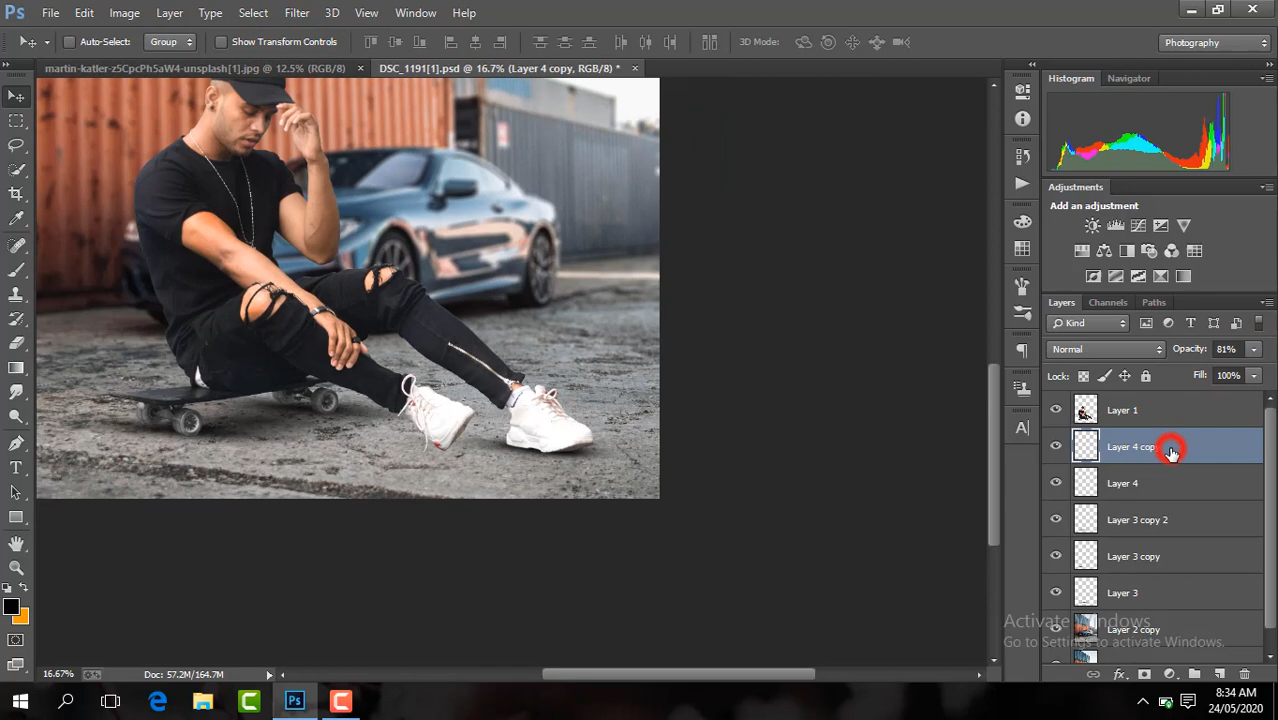 Ps File Edit Image Layer Type Select Filter 3D View Window Help
Auto-Select: Group Show Transform Controls 3D Mode: Photography
martin-katler-z5CpcPh5aW4-unsplash[1].jpg @ 12.5% (RGB/8) × DSC_1191[1].psd @ 16.7% (Layer 4 copy, RGB/8) * ×
Histogram Navigator
Adjustments
Add an adjustment
Layers Channels Paths
Kind
Normal Opacity: 81%
Lock: Fill: 100%
Layer 1
Layer 4 cop
Layer 4
Layer 3 copy 2
Layer 3 copy
Layer 3
Activate Windows
Layer 2 copy
Go to Settings to activate Windows.
16.67% Doc: 57.2M/164.7M
8:34 AM
24/05/2020